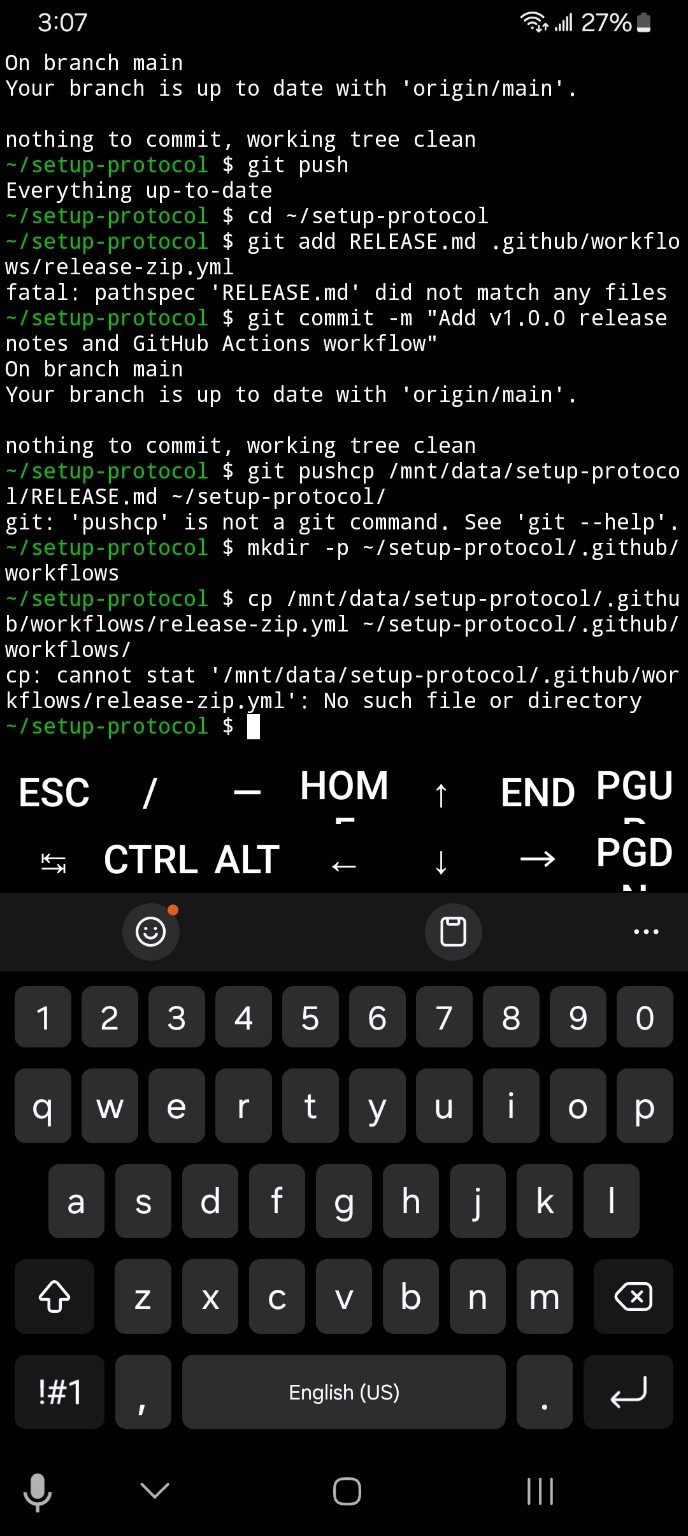 3:07 27%
On branch main
Your branch is up to date with 'origin/main'.
nothing to commit, working tree clean
~/setup-protocol $ git push
Everything up-to-date
~/setup-protocol $ cd ~/setup-protocol
~/setup-protocol $ git add RELEASE.md .github/workflo
ws/release-zip.yml
fatal: pathspec 'RELEASE.md' did not match any files
~/setup-protocol $ git commit -m "Add v1.0.0 release
notes and GitHub Actions workflow"
On branch main
Your branch is up to date with 'origin/main'.
nothing to commit, working tree clean
~/setup-protocol $ git pushcp /mnt/data/setup-protoco
l/RELEASE.md ~/setup-protocol/
git: 'pushcp' is not a git command. See 'git --help'.
~/setup-protocol $ mkdir -p ~/setup-protocol/.github/
workflows
~/setup-protocol $ cp /mnt/data/setup-protocol/.githu
b/workflows/release-zip.yml ~/setup-protocol/.github/
workflows/
cp: cannot stat '/mnt/data/setup-protocol/.github/wor
kflows/release-zip.yml': No such file or directory
~/setup-protocol $
ESC / — HOME ↑ END PGUP
↹ CTRL ALT ← ↓ → PGDN
1 2 3 4 5 6 7 8 9 0
q w e r t y u i o p
a s d f g h j k l
z x c v b n m
!#1 , English (US) .